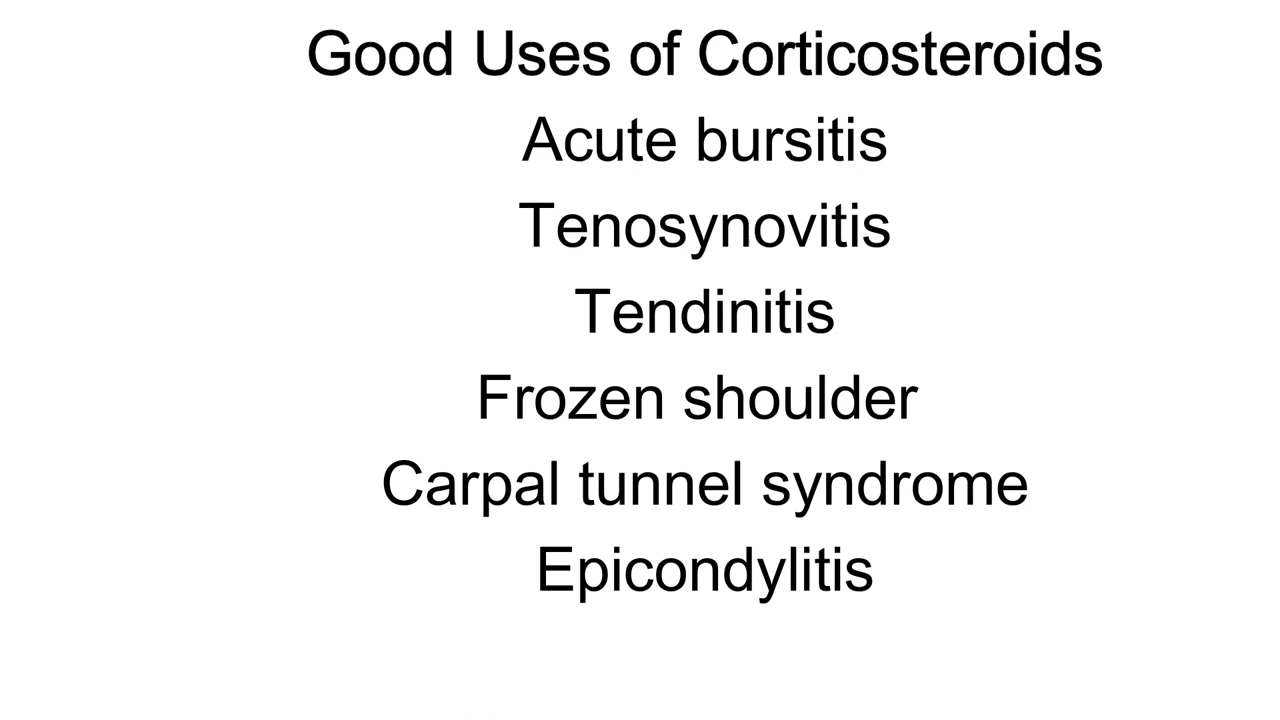 Good Uses of Corticosteroids
Acute bursitis
Tenosynovitis
Tendinitis
Frozen shoulder
Carpal tunnel syndrome
Epicondylitis